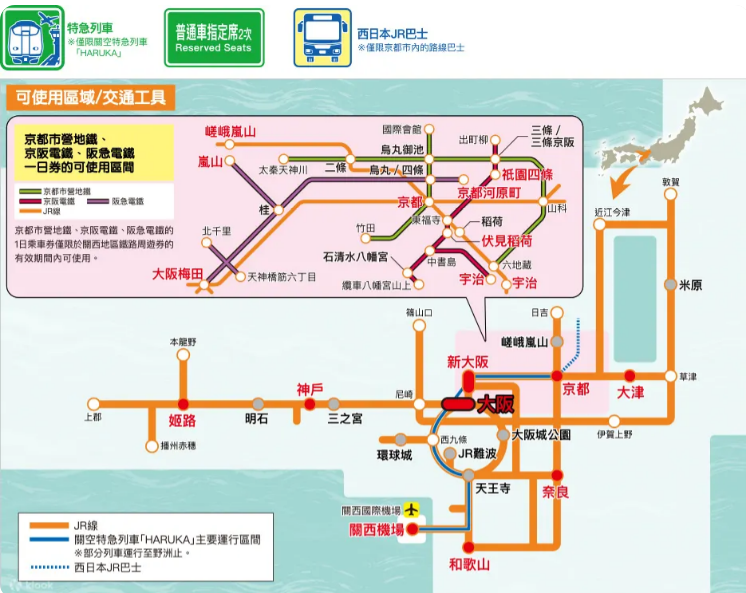 特急列車
※僅限關空特急列車
「HARUKA」
普通車指定席2次
Reserved Seats
西日本JR巴士
※僅限京都市內的路線巴士
可使用區域/交通工具
京都市營地鐵、
京阪電鐵、阪急電鐵
一日券的可使用區間
京都市營地鐵
京阪電鐵
阪急電鐵
JR線
京都市營地鐵、京阪電鐵、阪急電鐵的
1日乘車券僅限於關西地區鐵路周遊券的
有效期間內可使用。
嵯峨嵐山
嵐山
太秦天神川
二條
國際會館
烏丸御池
烏丸/四條
出町柳
三條/
三條京阪
祇園四條
京都河原町
桂
京都
山科
東福寺
稻荷
伏見稻荷
竹田
北千里
石清水八幡宮
中書島
六地藏
大阪梅田
天神橋筋六丁目
纜車八幡宮山上
宇治
宇治
敦賀
近江今津
米原
篠山口
日吉
嵯峨嵐山
本龍野
新大阪
京都
大津
草津
神戶
尼崎
大阪
上郡
姬路
明石
三之宮
伊賀上野
播州赤穗
西九條
大阪城公園
環球城
JR難波
天王寺
奈良
關西國際機場
關西機場
和歌山
JR線
關空特急列車「HARUKA」主要運行區間
※部分列車運行至野洲止。
西日本JR巴士
klook